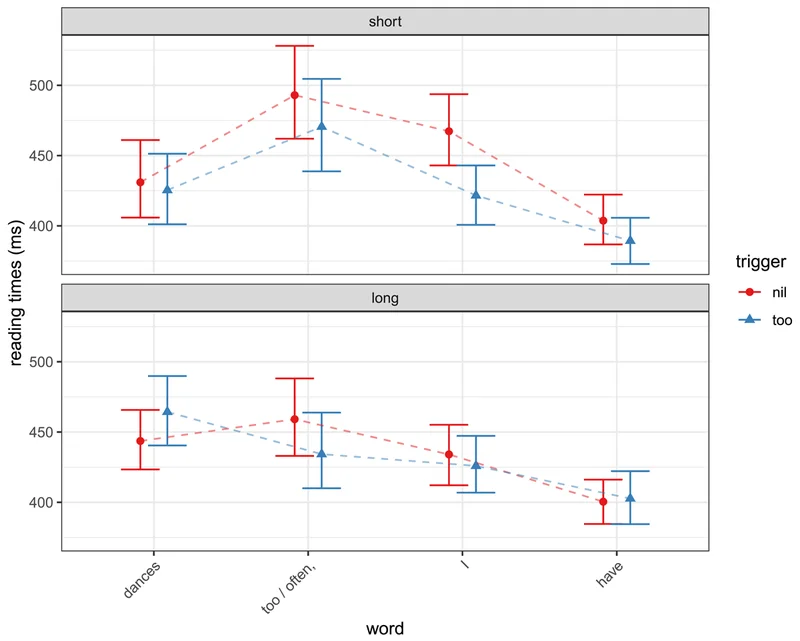 short
500
450
400
long
500
450
400
reading times (ms)
dances
too / often,
I
have
word
trigger
nil
too